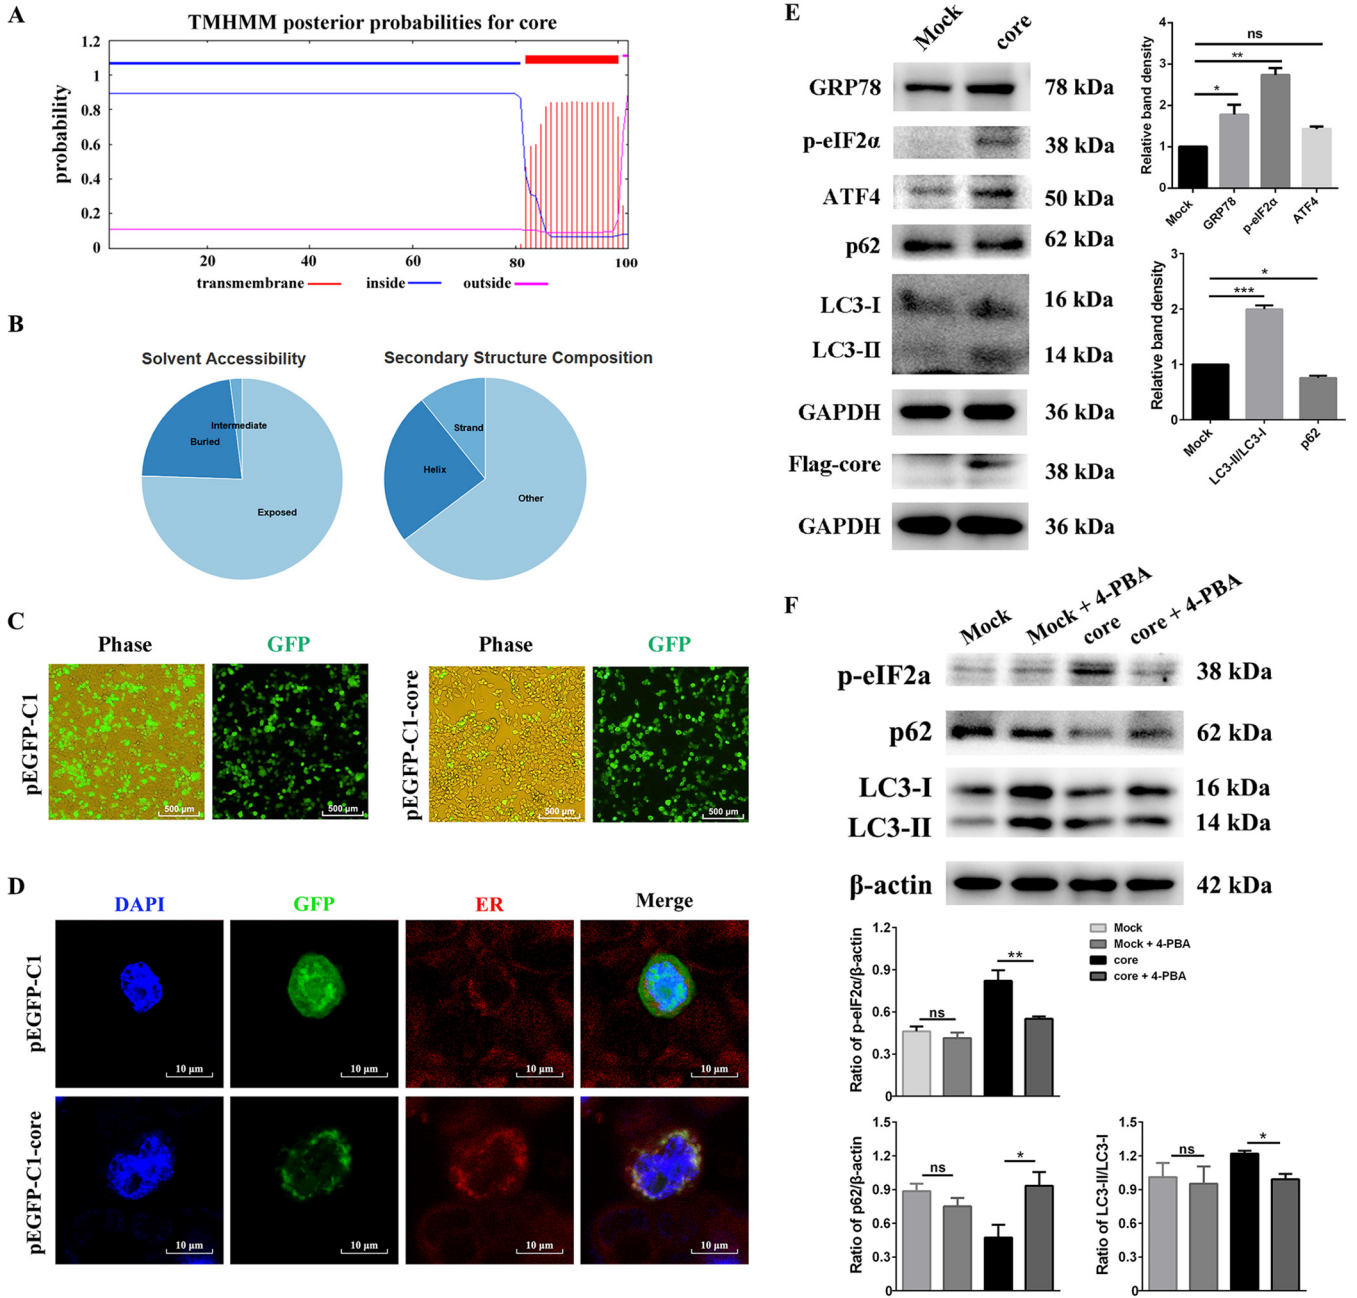 A
TMHMM posterior probabilities for core
probability
1.2
1
0.8
0.6
0.4
0.2
0
20
40
60
80
100
transmembrane
inside
outside
B
Solvent Accessibility
Intermediate
Buried
Exposed
Secondary Structure Composition
Strand
Helix
Other
C
Phase
GFP
Phase
GFP
pEGFP-C1
500 μm
500 μm
pEGFP-C1-core
500 μm
500 μm
D
DAPI
GFP
ER
Merge
pEGFP-C1
10 μm
10 μm
10 μm
10 μm
pEGFP-C1-core
10 μm
10 μm
10 μm
10 μm
E
Mock
core
GRP78
78 kDa
p-eIF2α
38 kDa
ATF4
50 kDa
p62
62 kDa
LC3-I
16 kDa
LC3-II
14 kDa
GAPDH
36 kDa
Flag-core
38 kDa
GAPDH
36 kDa
Relative band density
4
3
2
1
0
ns
**
*
Mock
GRP78
p-eIF2α
ATF4
Relative band density
3
2
1
0
*
***
Mock
LC3-II/LC3-I
p62
F
Mock
Mock + 4-PBA
core
core + 4-PBA
p-eIF2a
38 kDa
p62
62 kDa
LC3-I
16 kDa
LC3-II
14 kDa
β-actin
42 kDa
Ratio of p-eIF2α/β-actin
1.2
0.9
0.6
0.3
0
ns
**
Mock
Mock + 4-PBA
core
core + 4-PBA
Ratio of p62/β-actin
1.5
1.2
0.9
0.6
0.3
0
ns
*
Ratio of LC3-II/LC3-I
1.5
1.2
0.9
0.6
0.3
0
ns
*